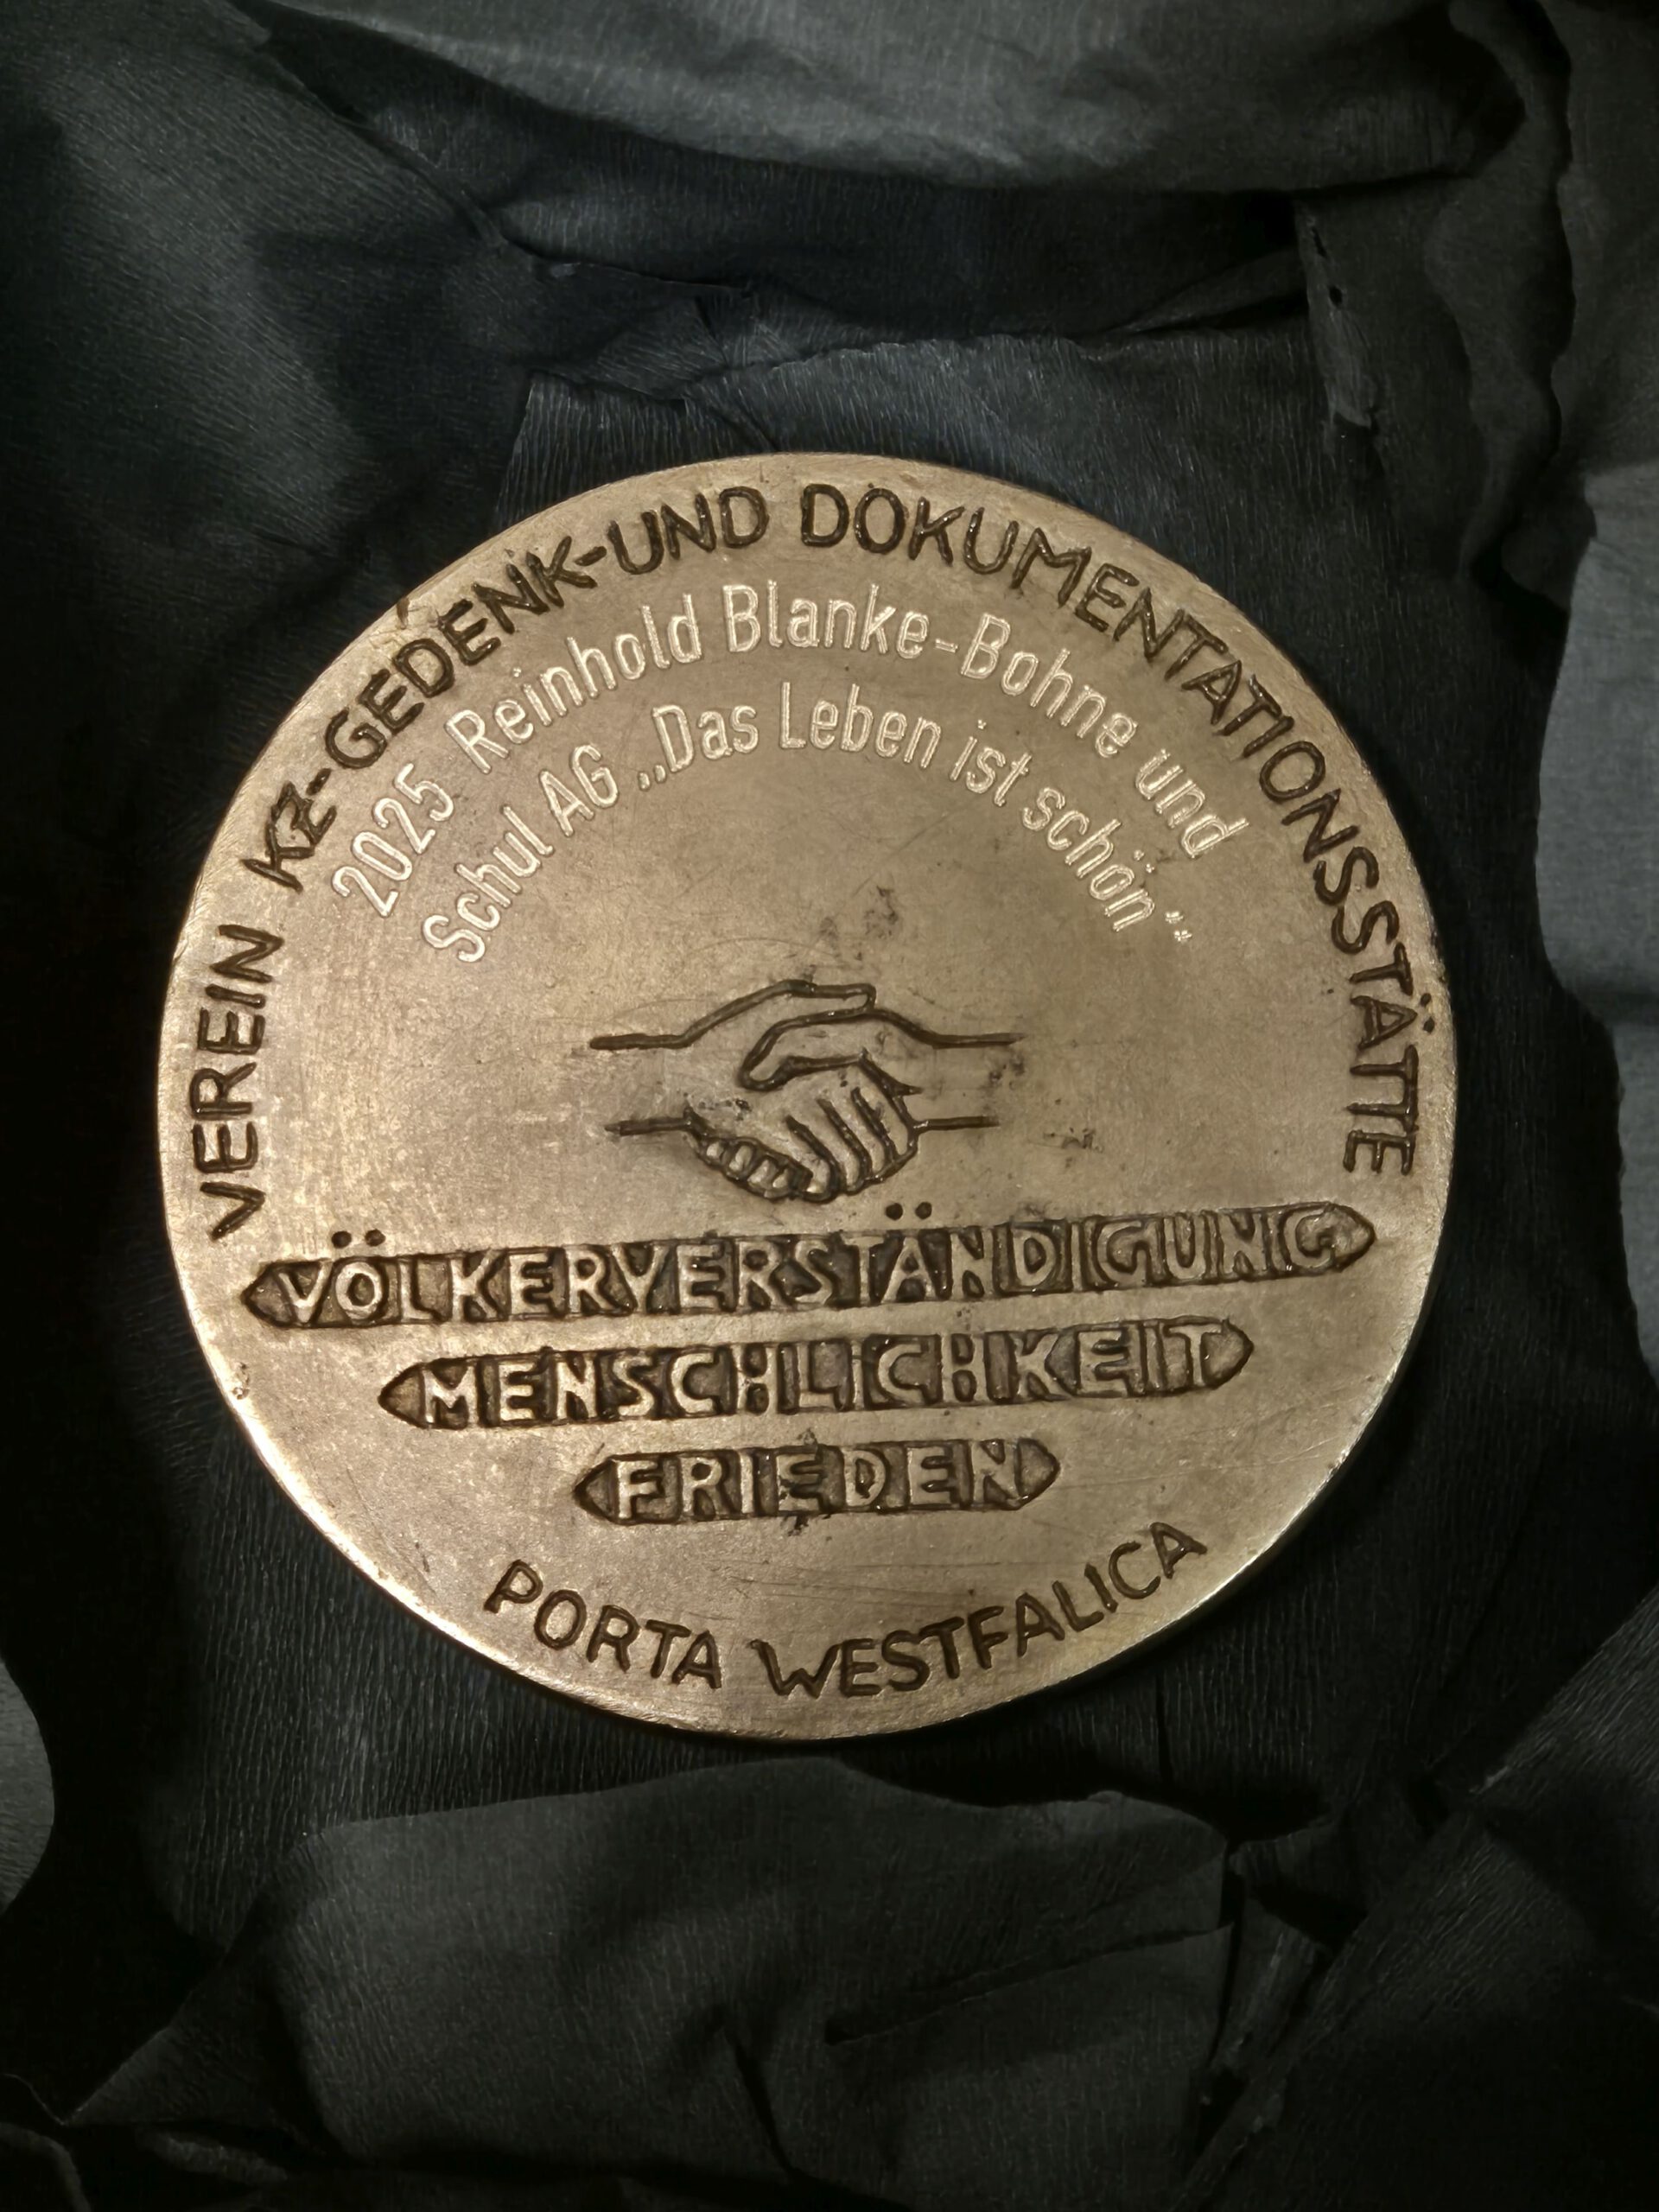 VEREIN KZ-GEDENK-UND DOKUMENTATIONSSTÄTTE
2025 Reinhold Blanke-Bohne und
Schul AG „Das Leben ist schön“
VÖLKERVERSTÄNDIGUNG
MENSCHLICHKEIT
FRIEDEN
PORTA WESTFALICA